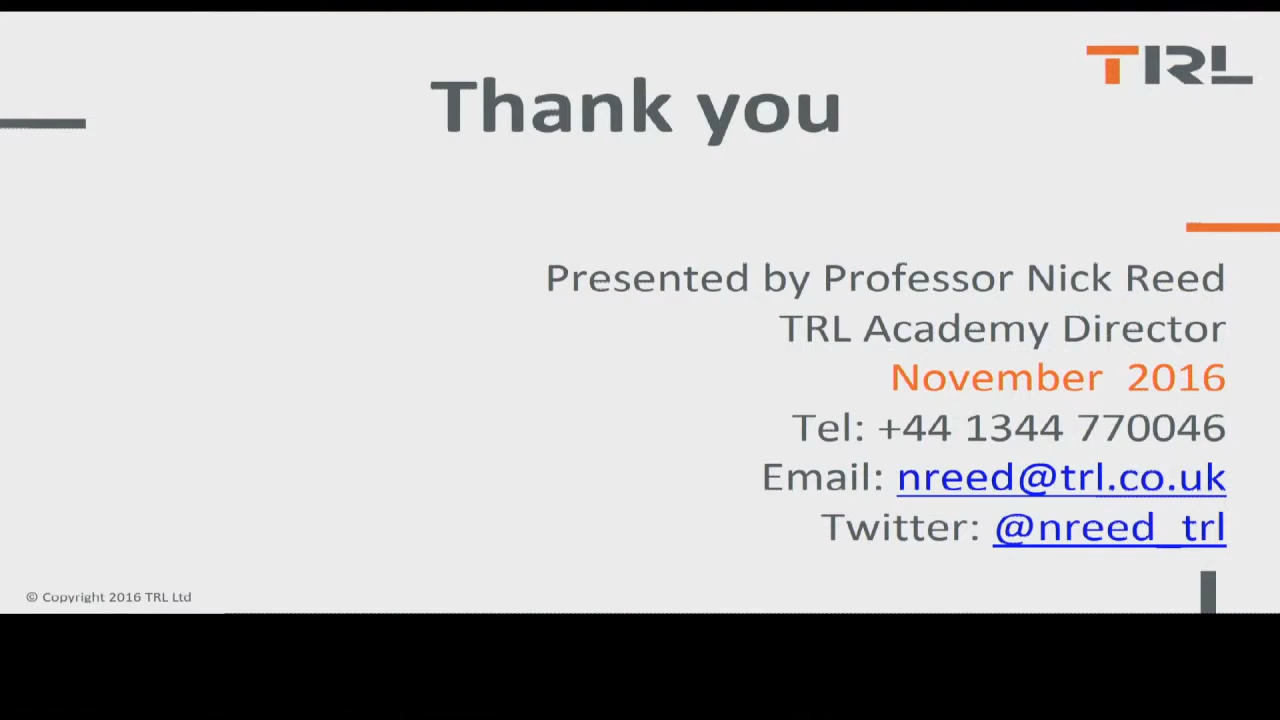 TRL
Thank you
Presented by Professor Nick Reed
TRL Academy Director
November 2016
Tel: +44 1344 770046
Email: nreed@trl.co.uk
Twitter: @nreed_trl
© Copyright 2016 TRL Ltd